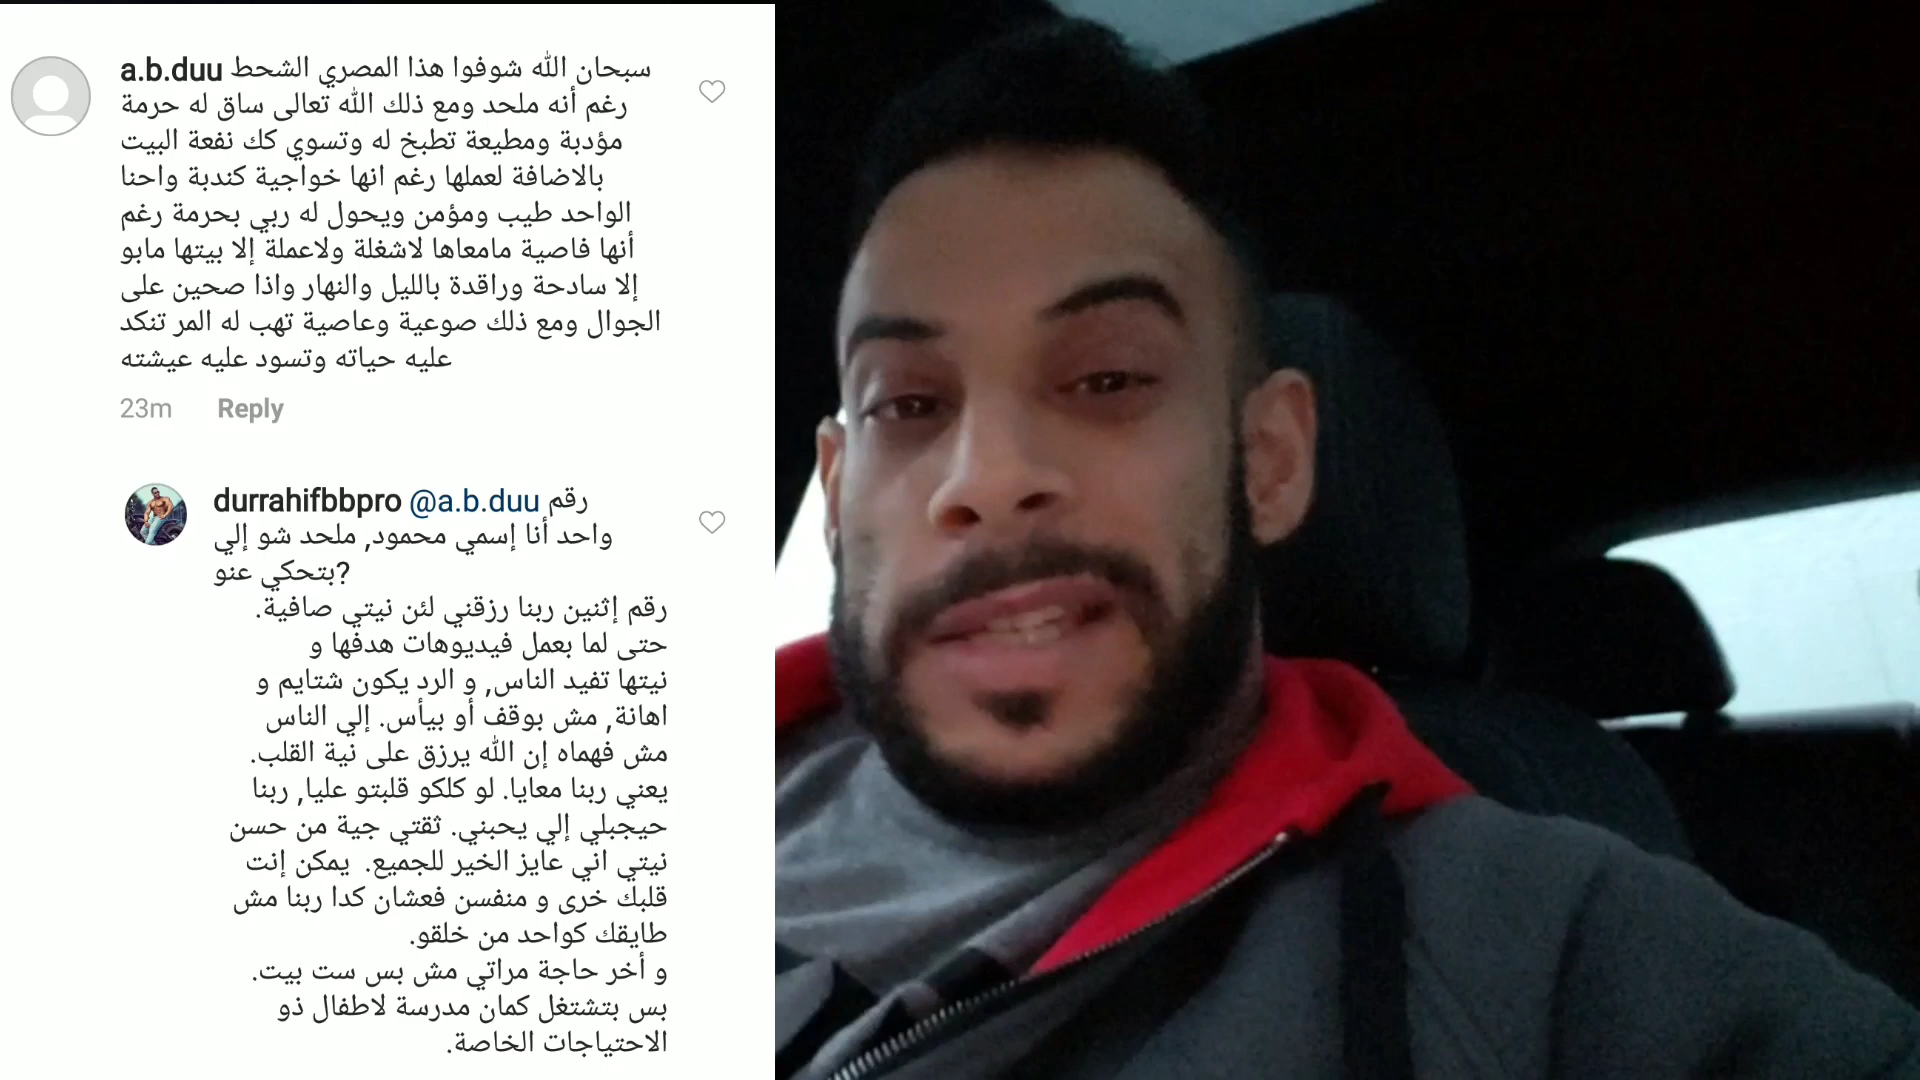 a.b.duu سبحان الله شوفوا هذا المصري الشحط
رغم أنه ملحد ومع ذلك الله تعالى ساق له حرمة
مؤدبة ومطيعة تطبخ له وتسوي كك نفعة البيت
بالاضافة لعملها رغم انها خواجية كندبة واحنا
الواحد طيب ومؤمن ويحول له ربي بحرمة رغم
أنها فاصية مامعاها لاشغلة ولاعملة إلا بيتها مابو
إلا سادحة وراقدة بالليل والنهار واذا صحين على
الجوال ومع ذلك صوعية وعاصية تهب له المر تنكد
عليه حياته وتسود عليه عيشته
23m Reply
durrahifbbpro @a.b.duu رقم
واحد أنا إسمي محمود, ملحد شو إلي
بتحكي عنو?
رقم إثنين ربنا رزقني لئن نيتي صافية.
حتى لما بعمل فيديوهات هدفها و
نيتها تفيد الناس, و الرد يكون شتايم و
اهانة, مش بوقف أو بيأس. إلي الناس
مش فهماه إن الله يرزق على نية القلب.
يعني ربنا معايا. لو كلكو قلبتو عليا, ربنا
حيجبلي إلي يحبني. ثقتي جية من حسن
نيتي اني عايز الخير للجميع. يمكن إنت
قلبك خرى و منفسن فعشان كدا ربنا مش
طايقك كواحد من خلقو.
و أخر حاجة مراتي مش بس ست بيت.
بس بتشتغل كمان مدرسة لاطفال ذو
الاحتياجات الخاصة.